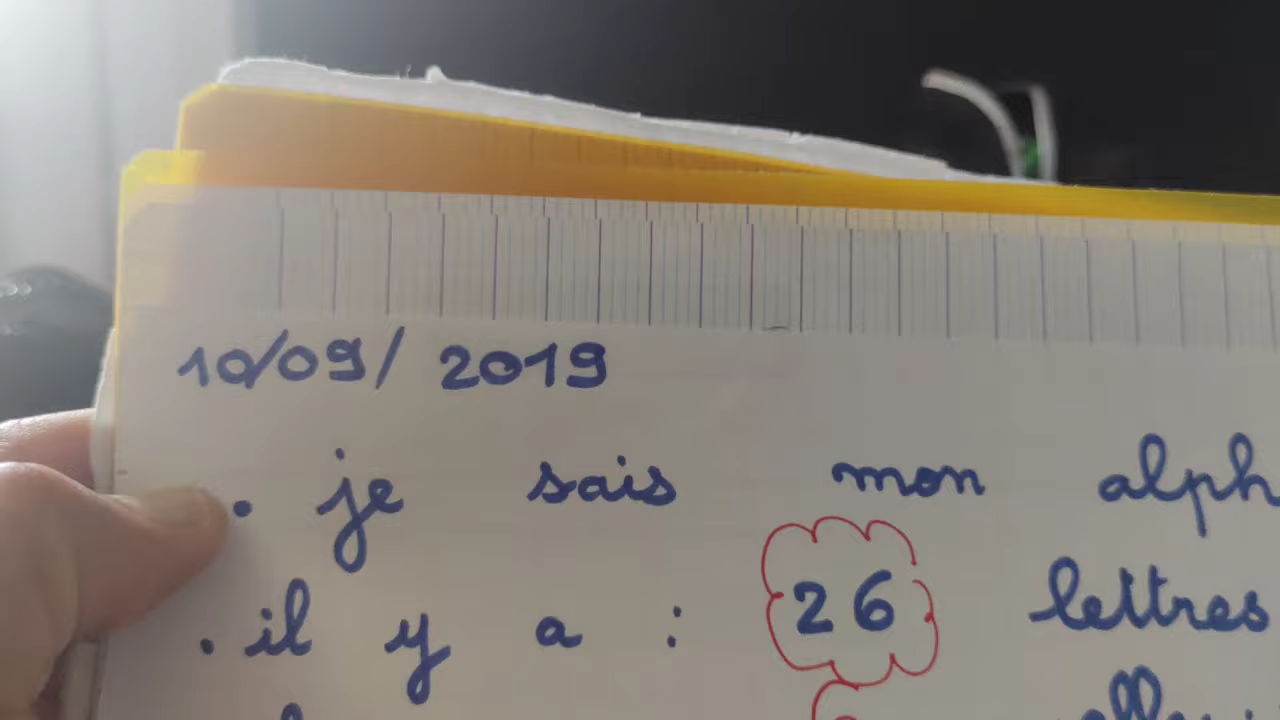 10/09/ 2019
. je sais mon alph
. il y a : 26 lettres